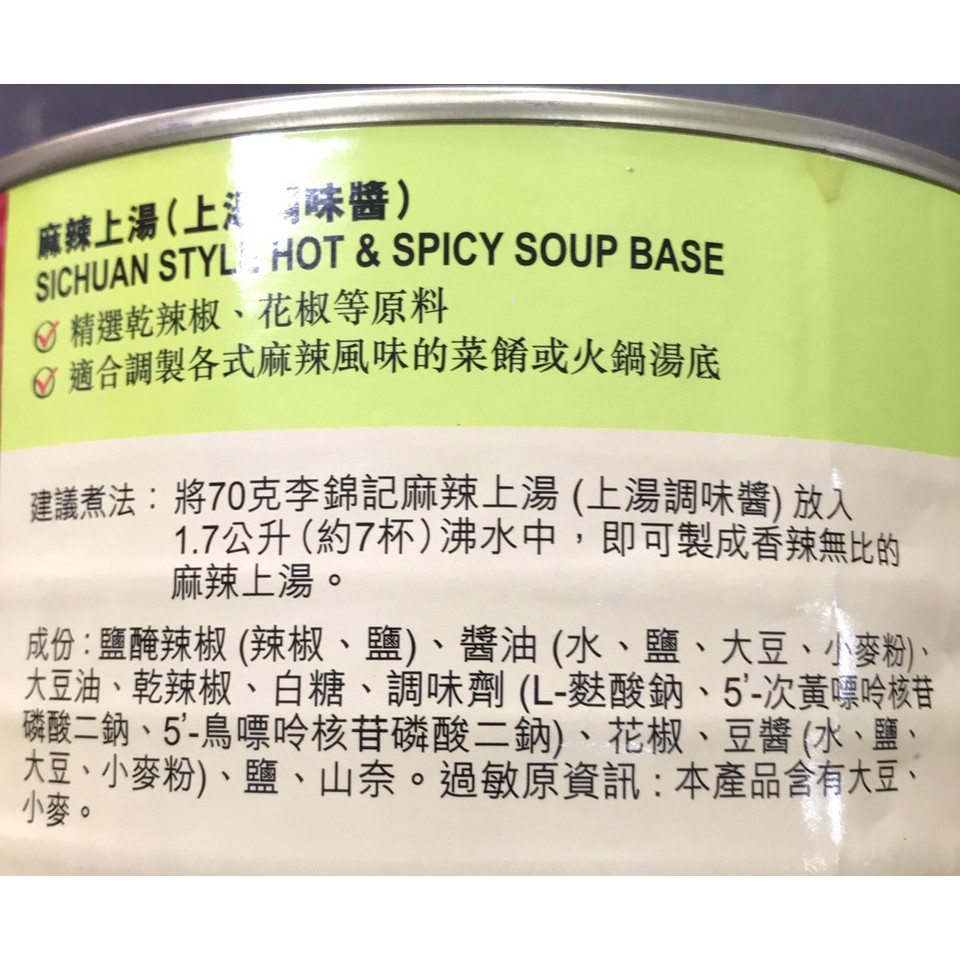 麻辣上湯(上湯調味醬)
SICHUAN STYLE HOT & SPICY SOUP BASE
精選乾辣椒、花椒等原料
適合調製各式麻辣風味的菜餚或火鍋湯底
建議煮法：將70克李錦記麻辣上湯 (上湯調味醬) 放入
1.7公升(約7杯)沸水中，即可製成香辣無比的
麻辣上湯。
成份：鹽醃辣椒 (辣椒、鹽)、醬油 (水、鹽、大豆、小麥粉)、
大豆油、乾辣椒、白糖、調味劑 (L-麩酸鈉、5’-次黃嘌呤核苷
磷酸二鈉、5’-鳥嘌呤核苷磷酸二鈉)、花椒、豆醬 (水、鹽、
大豆、小麥粉)、鹽、山奈。過敏原資訊：本產品含有大豆、
小麥。